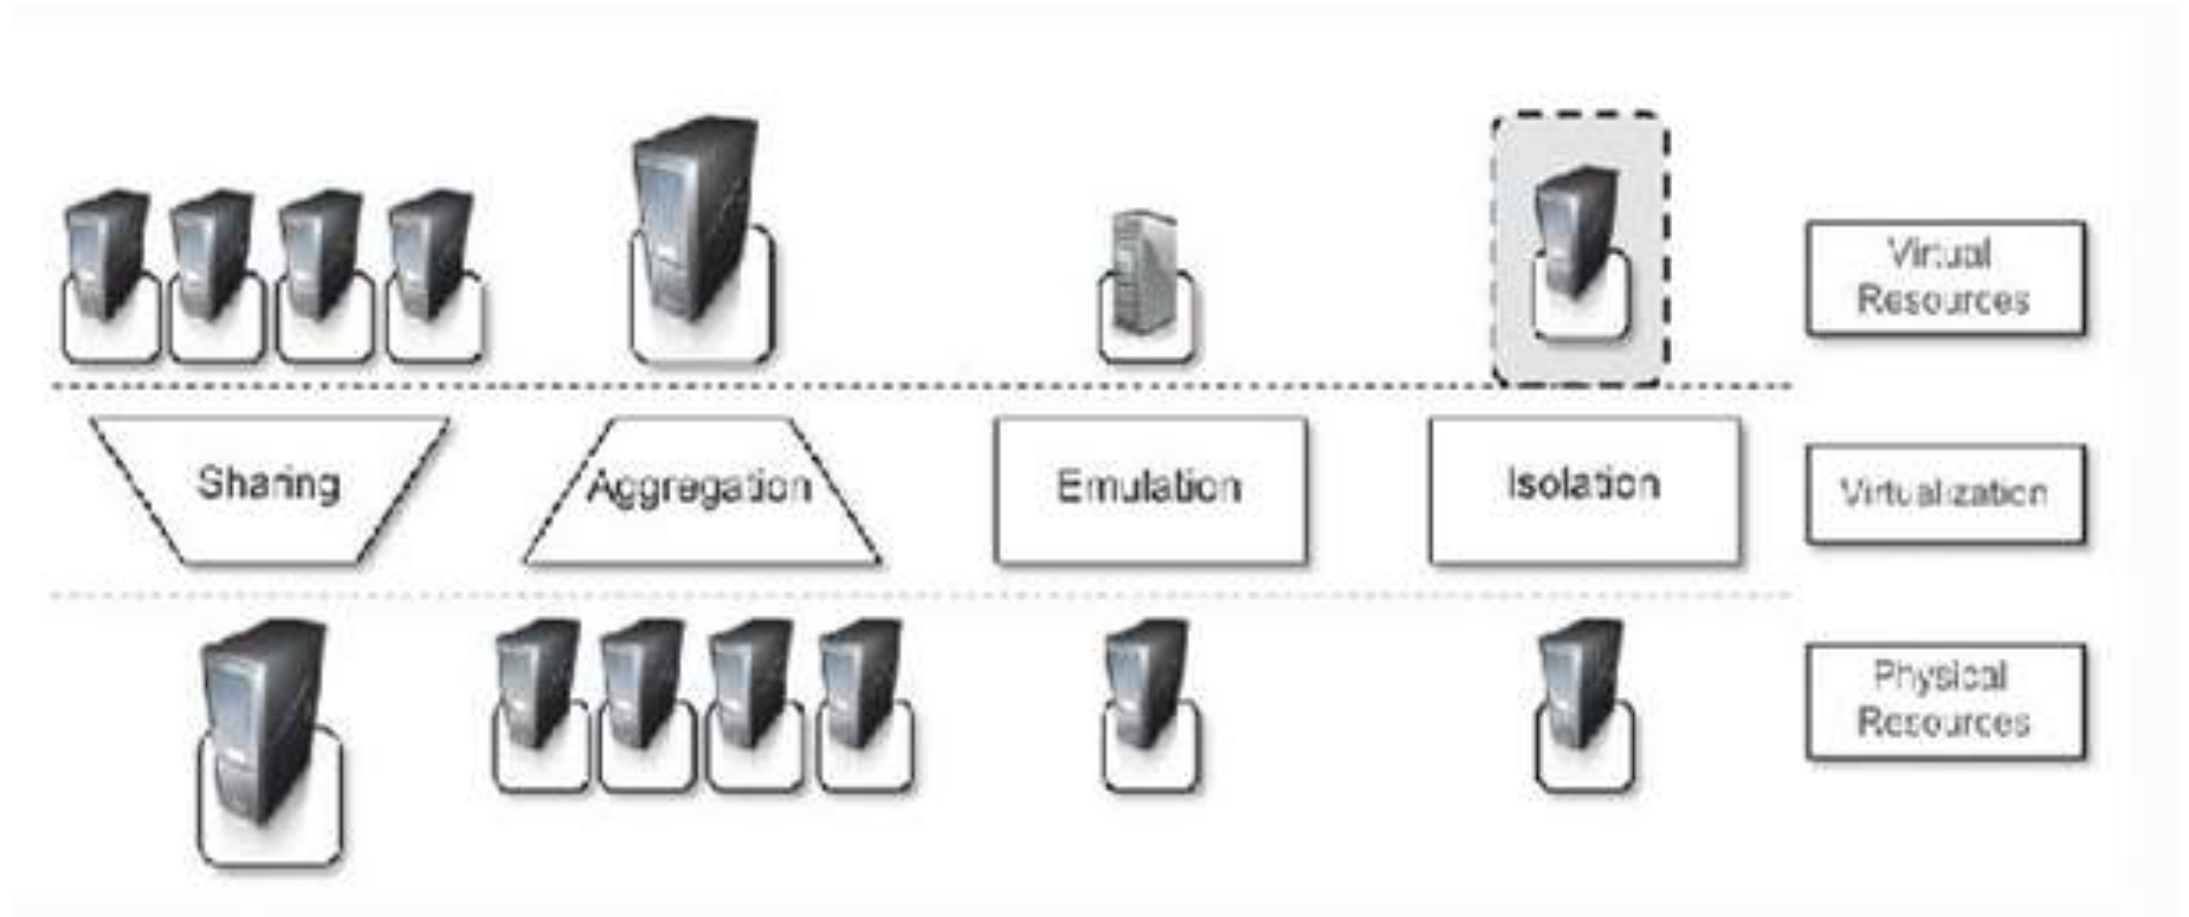 Virtual
Resources
Sharing
Aggregation
Emulation
Isolation
Virtualization
Physical
Resources